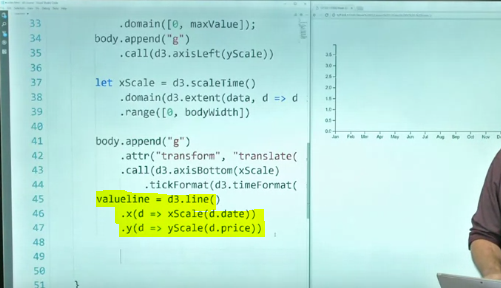 33
.domain([0, maxValue]);
34 body.append("g")
35 .call(d3.axisLeft(yScale))
37 let xScale = d3.scaleTime()
38 .domain(d3.extent(data, d => d
39 .range([0, bodyWidth])
40
41 body.append("g")
42 .attr("transform", "translate(
43 .call(d3.axisBottom(xScale)
44 .tickFormat(d3.timeFormat(
45 valueline = d3.line()
46 .x(d => xScale(d.date))
47 .y(d => yScale(d.price))
48
49
50
51 }
3.5
3.0
2.5
2.0
1.5
1.0
0.5
0.0
Jan Feb Mar Apr May Jun Jul Aug Sep Oct Nov Dec